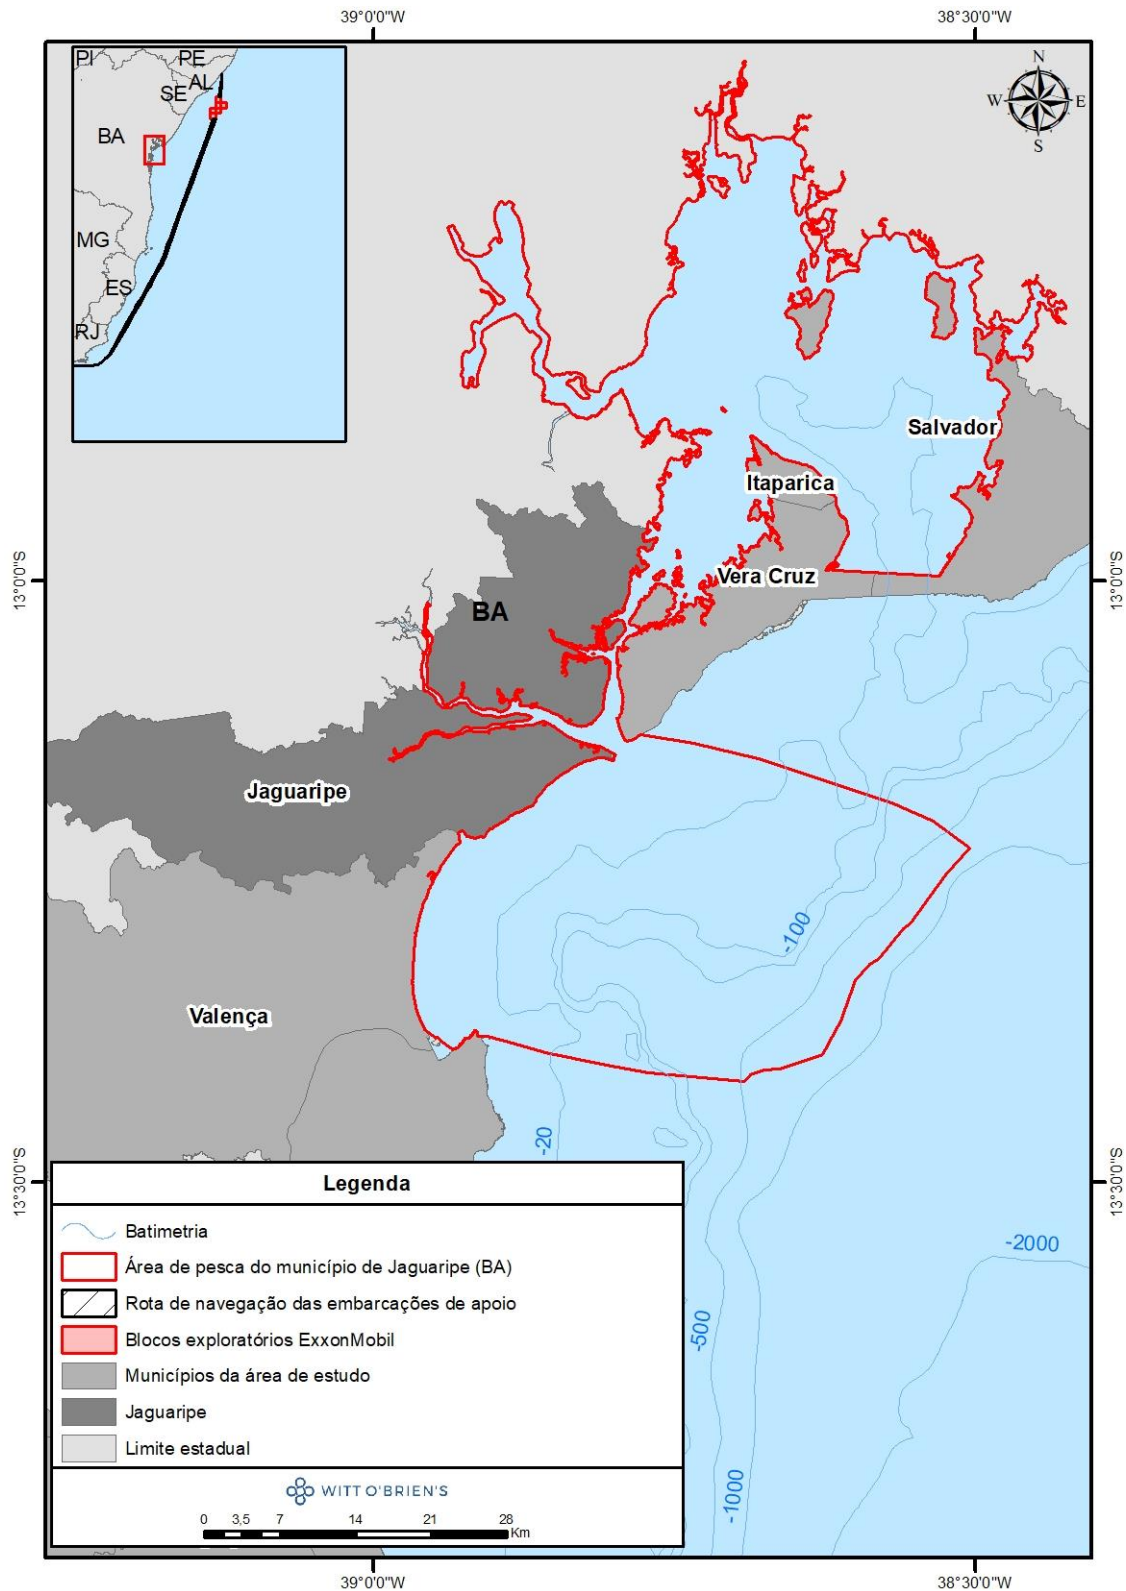 39°0'0"W
38°30'0"W
PI
PE
AL
SE
BA
MG
ES
RJ
N
W
E
S
Salvador
Itaparica
13°0'0"S
Vera Cruz
13°0'0"S
BA
Jaguaripe
-100
Valença
-20
13°30'0"S
13°30'0"S
-2000
-500
-1000
Legenda
Batimetria
Área de pesca do município de Jaguaripe (BA)
Rota de navegação das embarcações de apoio
Blocos exploratórios ExxonMobil
Municípios da área de estudo
Jaguaripe
Limite estadual
WITT O'BRIEN'S
0 3,5 7 14 21 28
Km
39°0'0"W
38°30'0"W